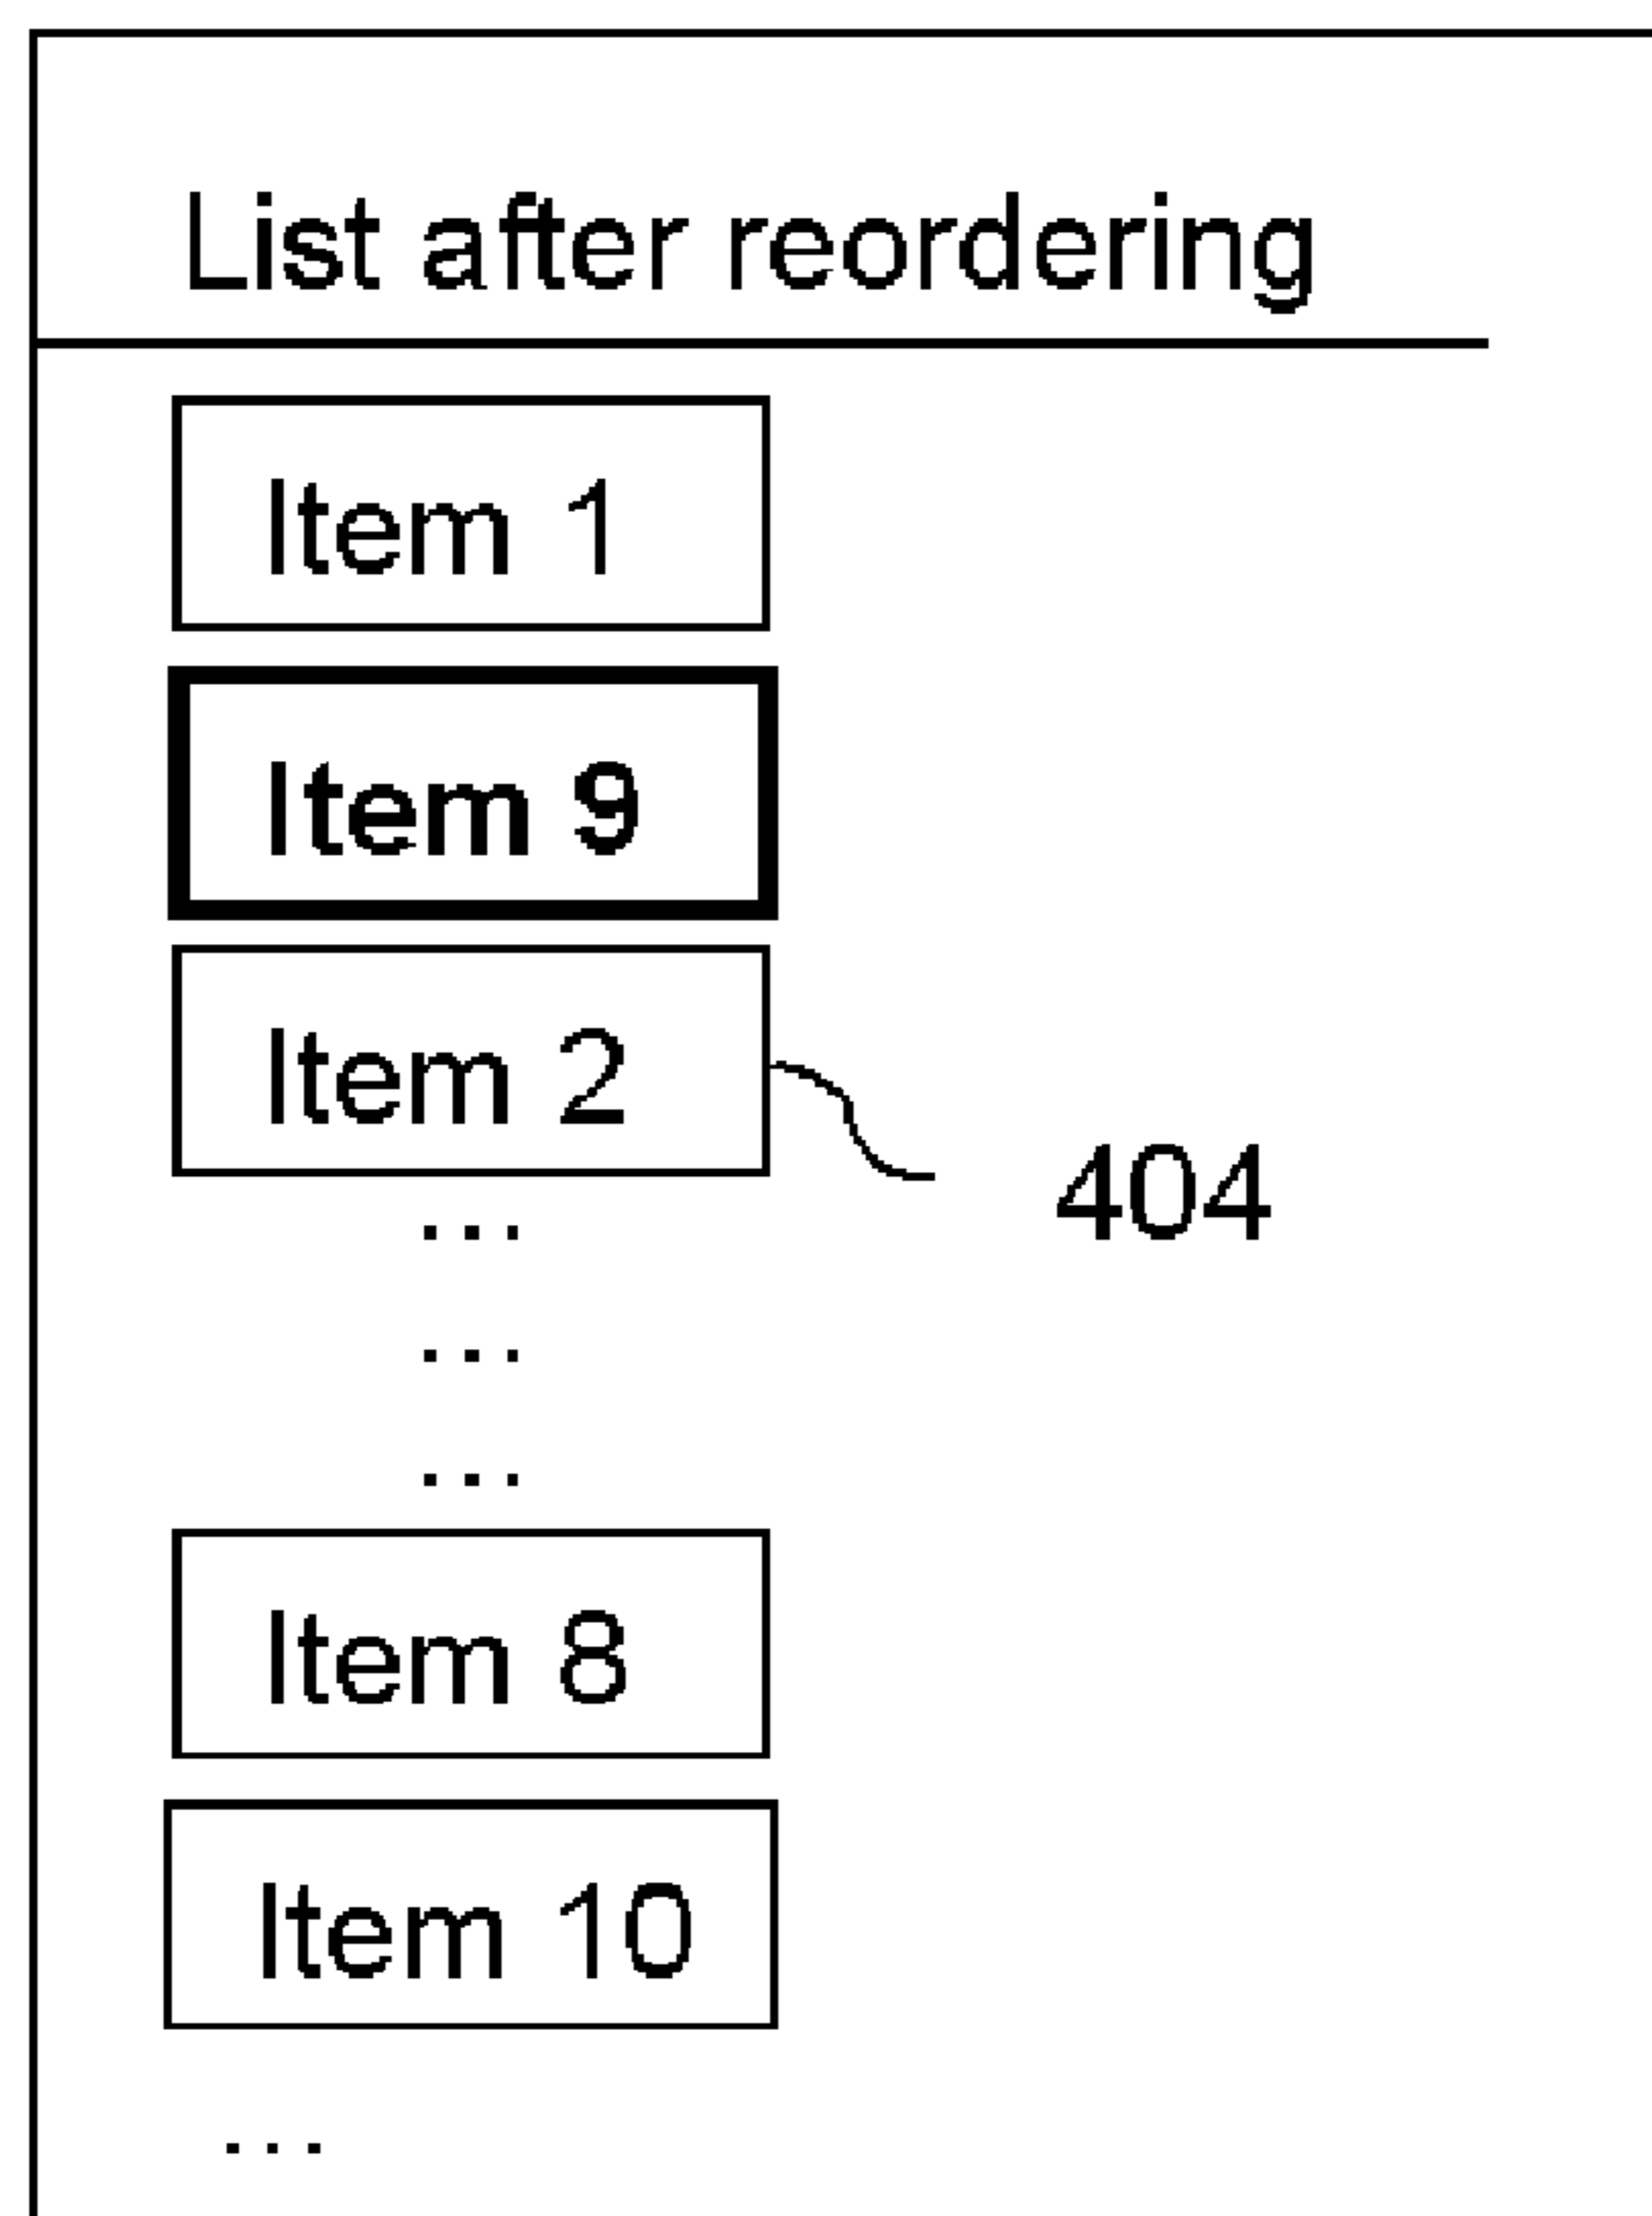 List after reordering
Item 1
Item 9
Item 2
404
...
...
...
Item 8
Item 10
...